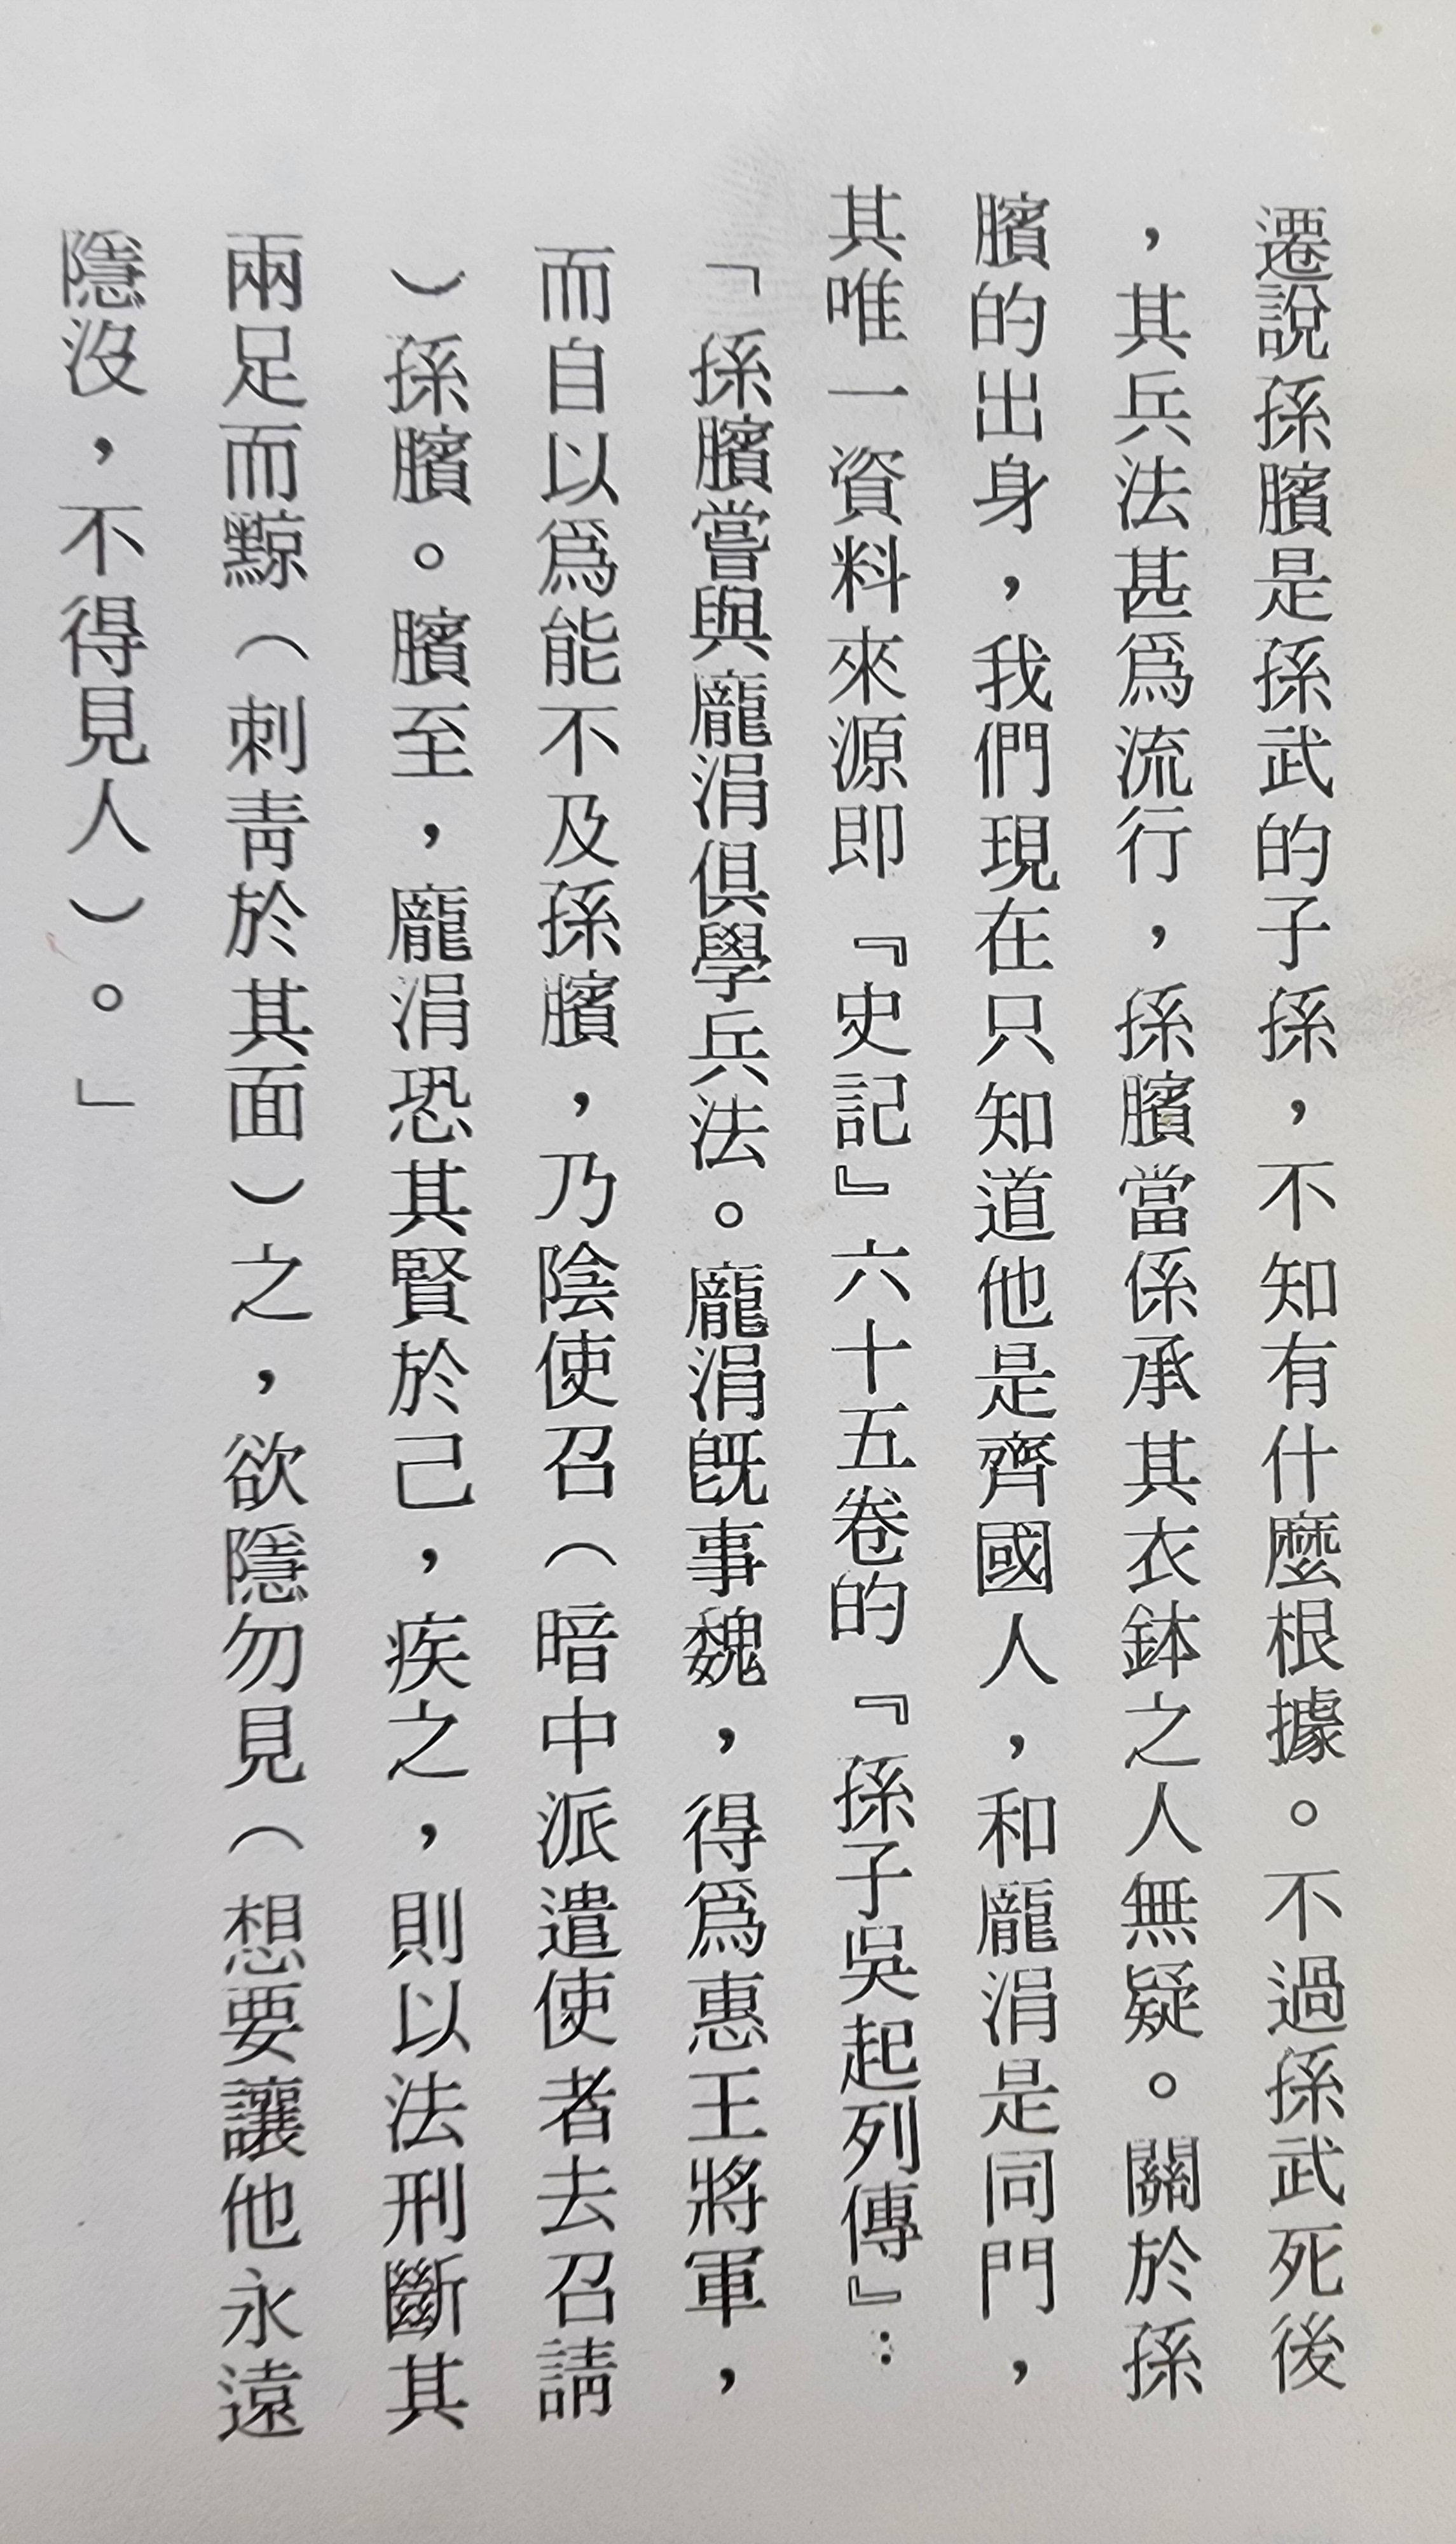 遷說孫臏是孫武的子孫，不知有什麼根據。不過孫武死後
，其兵法甚爲流行，孫臏當係承其衣鉢之人無疑。關於孫
臏的出身，我們現在只知道他是齊國人，和龐涓是同門，
其唯一資料來源即『史記』六十五卷的『孫子吳起列傳』：
「孫臏嘗與龐涓俱學兵法。龐涓旣事魏，得爲惠王將軍，
而自以爲能不及孫臏，乃陰使召（暗中派遣使者去召請
）孫臏。臏至，龐涓恐其賢於己，疾之，則以法刑斷其
兩足而黥（刺靑於其面）之，欲隱勿見（想要讓他永遠
隱沒，不得見人）。」